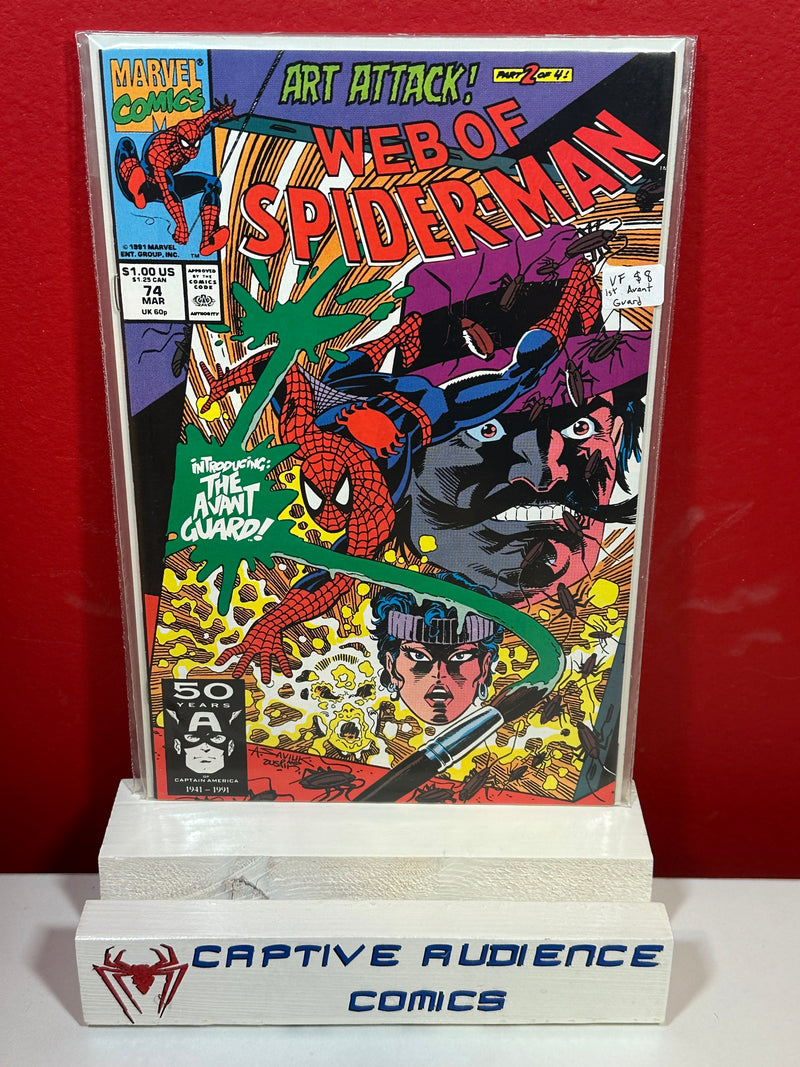 MARVEL®
COMICS
M
ART ATTACK! PART 2 OF 4!
WEB OF
SPIDER-MAN
© 1991 MARVEL
ENT. GROUP, INC.
TM
$1.00 US
$1.25 CAN
74
MAR
UK 60p
APPROVED
BY THE
COMICS
CODE
AUTHORITY
VF $8
1st Avant
Guard
INTRODUCING:
THE
AVANT
GUARD!
50
YEARS
A
OF
CAPTAIN AMERICA
1941-1991
A. SAVIUK
CAPTIVE AUDIENCE
COMICS